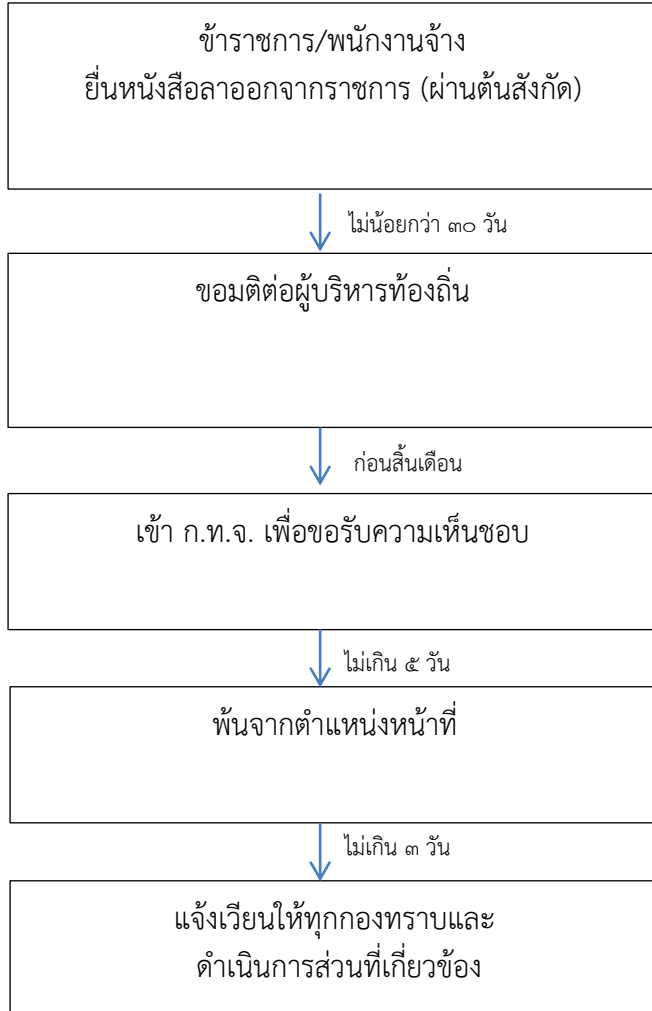 ข้าราชการ/พนักงานจ้าง
ยื่นหนังสือลาออกจากราชการ (ผ่านต้นสังกัด)
ไม่น้อยกว่า ๓๐ วัน
ขอมติต่อผู้บริหารท้องถิ่น
ก่อนสิ้นเดือน
เข้า ก.ท.จ. เพื่อขอรับความเห็นชอบ
ไม่เกิน ๕ วัน
พ้นจากตำแหน่งหน้าที่
ไม่เกิน ๓ วัน
แจ้งเวียนให้ทุกกองทราบและ
ดำเนินการส่วนที่เกี่ยวข้อง